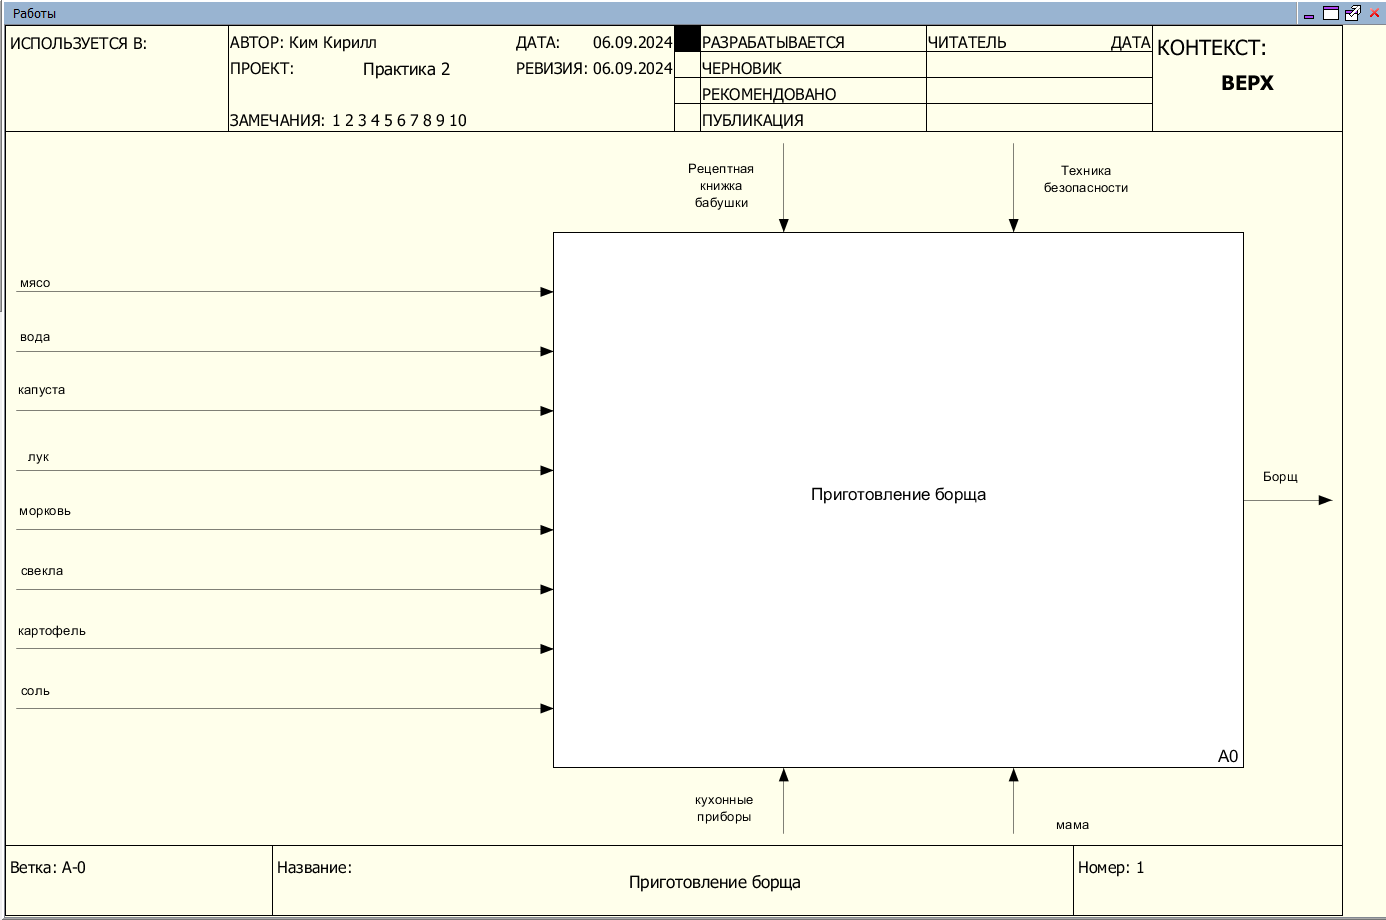 Работы
ИСПОЛЬЗУЕТСЯ В:
АВТОР: Ким Кирилл
ДАТА: 06.09.2024
ПРОЕКТ: Практика 2
РЕВИЗИЯ: 06.09.2024
ЗАМЕЧАНИЯ: 1 2 3 4 5 6 7 8 9 10
РАЗРАБАТЫВАЕТСЯ
ЧЕРНОВИК
РЕКОМЕНДОВАНО
ПУБЛИКАЦИЯ
ЧИТАТЕЛЬ ДАТА
КОНТЕКСТ:
ВЕРХ
Рецептная
книжка
бабушки
Техника
безопасности
мясо
вода
капуста
лук
морковь
свекла
картофель
соль
Приготовление борща
A0
Борщ
кухонные
приборы
мама
Ветка: A-0
Название:
Приготовление борща
Номер: 1